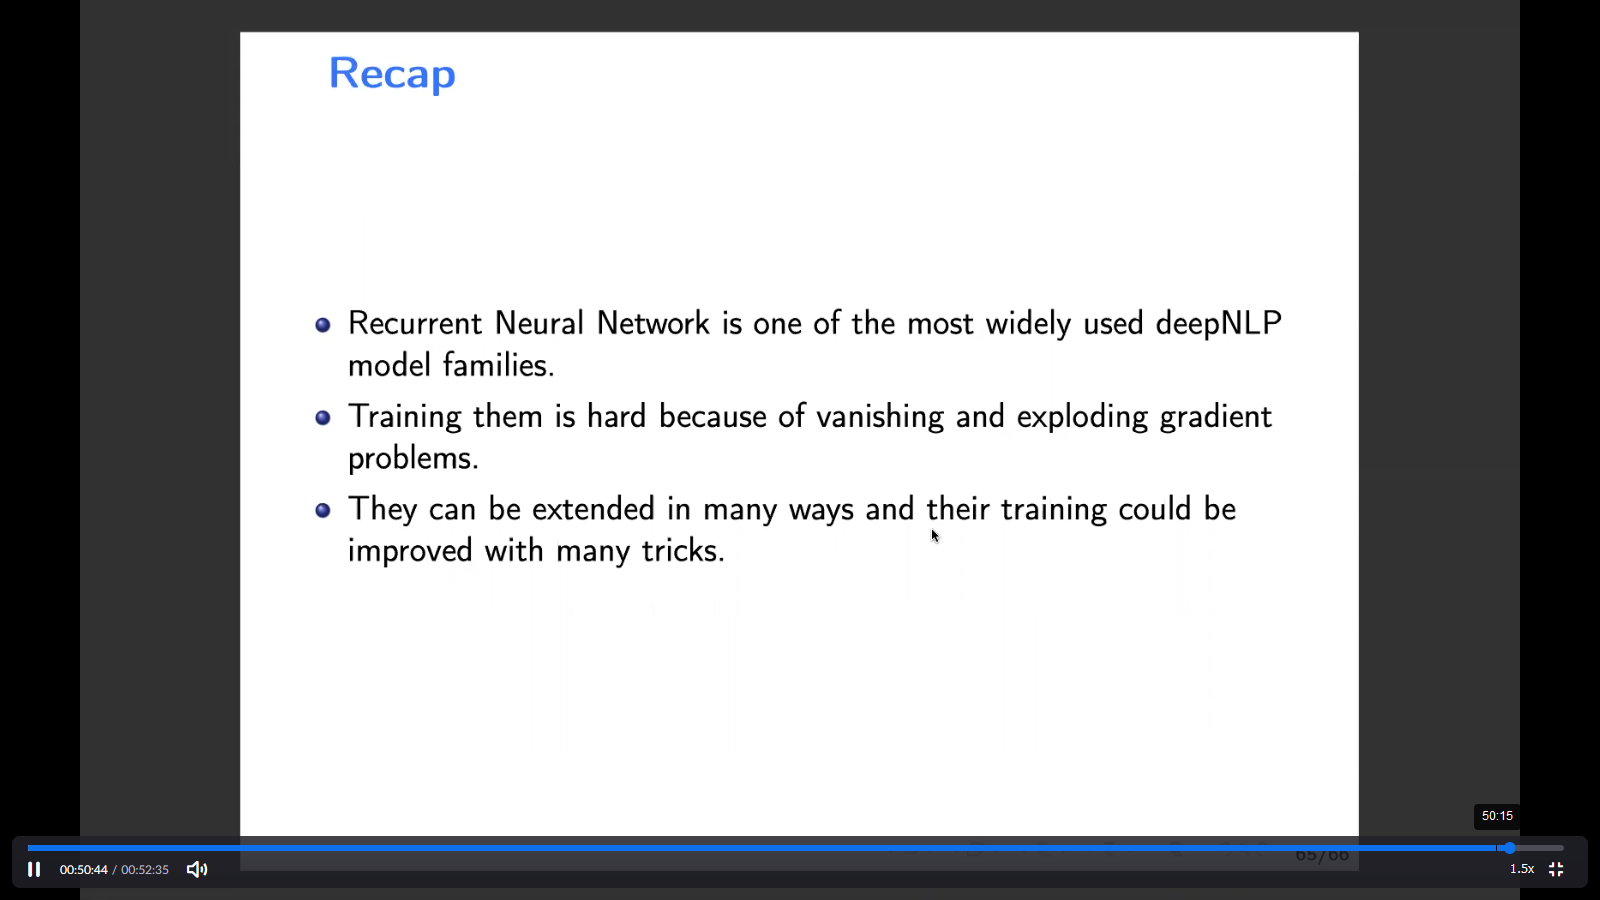 Recap
Recurrent Neural Network is one of the most widely used deepNLP
model families.
Training them is hard because of vanishing and exploding gradient
problems.
They can be extended in many ways and their training could be
improved with many tricks.
50:15
65/66
00:50:44 / 00:52:35
1.5x